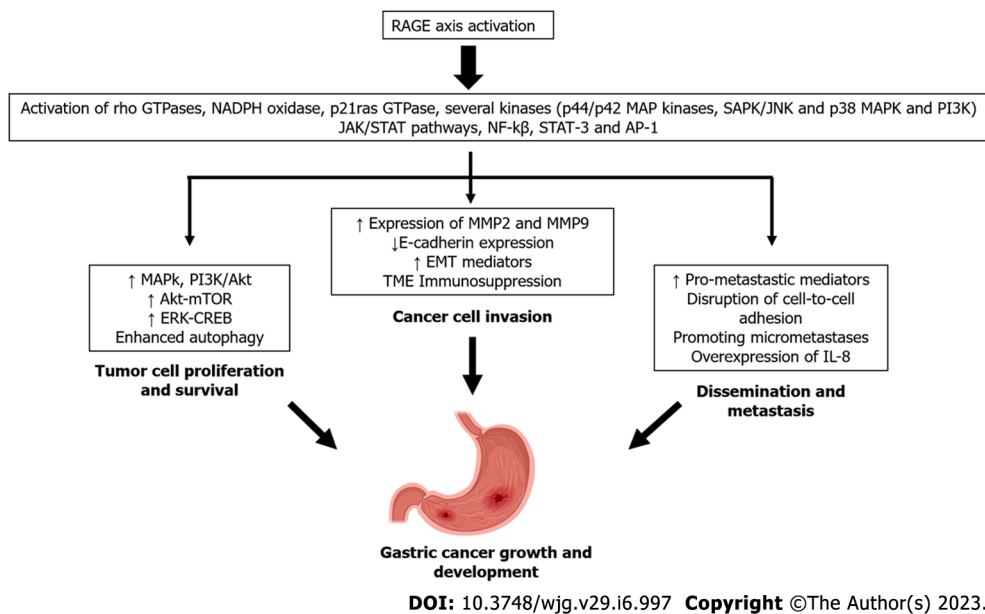 RAGE axis activation
Activation of rho GTPases, NADPH oxidase, p21ras GTPase, several kinases (p44/p42 MAP kinases, SAPK/JNK and p38 MAPK and PI3K)
JAK/STAT pathways, NF-kβ, STAT-3 and AP-1
↑ MAPk, PI3K/Akt
↑ Akt-mTOR
↑ ERK-CREB
Enhanced autophagy
Tumor cell proliferation
and survival
↑ Expression of MMP2 and MMP9
↓E-cadherin expression
↑ EMT mediators
TME Immunosuppression
Cancer cell invasion
↑ Pro-metastastic mediators
Disruption of cell-to-cell
adhesion
Promoting micrometastases
Overexpression of IL-8
Dissemination and
metastasis
Gastric cancer growth and
development
DOI: 10.3748/wjg.v29.i6.997 Copyright ©The Author(s) 2023.